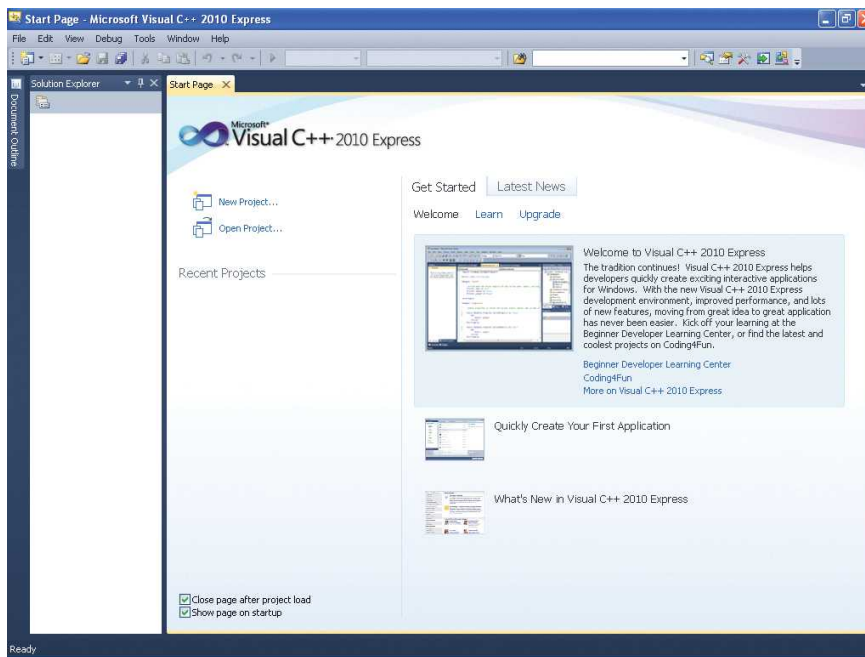 Start Page - Microsoft Visual C++ 2010 Express
File Edit View Debug Tools Window Help
Solution Explorer
Start Page
Document Outline
Microsoft®
Visual C++ 2010 Express
New Project...
Open Project...
Recent Projects
Get Started
Latest News
Welcome Learn Upgrade
Welcome to Visual C++ 2010 Express
The tradition continues! Visual C++ 2010 Express helps
developers quickly create exciting interactive applications
for Windows. With the new Visual C++ 2010 Express
development environment, improved performance, and lots
of new features, moving from great idea to great application
has never been easier. Kick off your learning at the
Beginner Developer Learning Center, or find the latest and
coolest projects on Coding4Fun.
Beginner Developer Learning Center
Coding4Fun
More on Visual C++ 2010 Express
Quickly Create Your First Application
What's New in Visual C++ 2010 Express
Close page after project load
Show page on startup
Ready